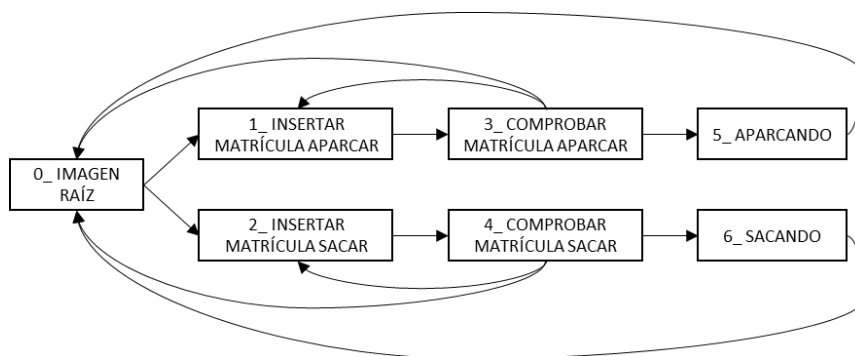 1_ INSERTAR
MATRÍCULA APARCAR
3_ COMPROBAR
MATRÍCULA APARCAR
5_ APARCANDO
0_ IMAGEN
RAÍZ
2_ INSERTAR
MATRÍCULA SACAR
4_ COMPROBAR
MATRÍCULA SACAR
6_ SACANDO